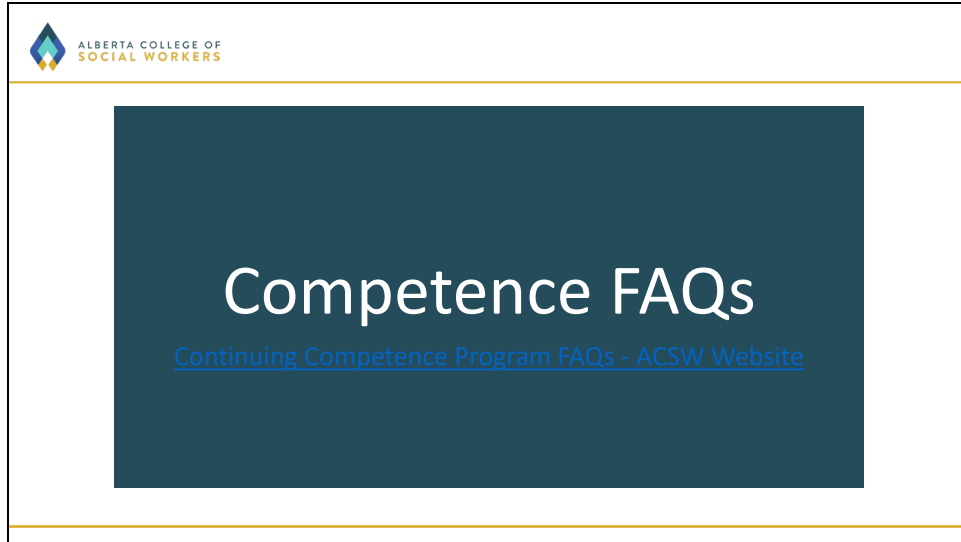 ALBERTA COLLEGE OF
SOCIAL WORKERS
Competence FAQs
Continuing Competence Program FAQs - ACSW Website